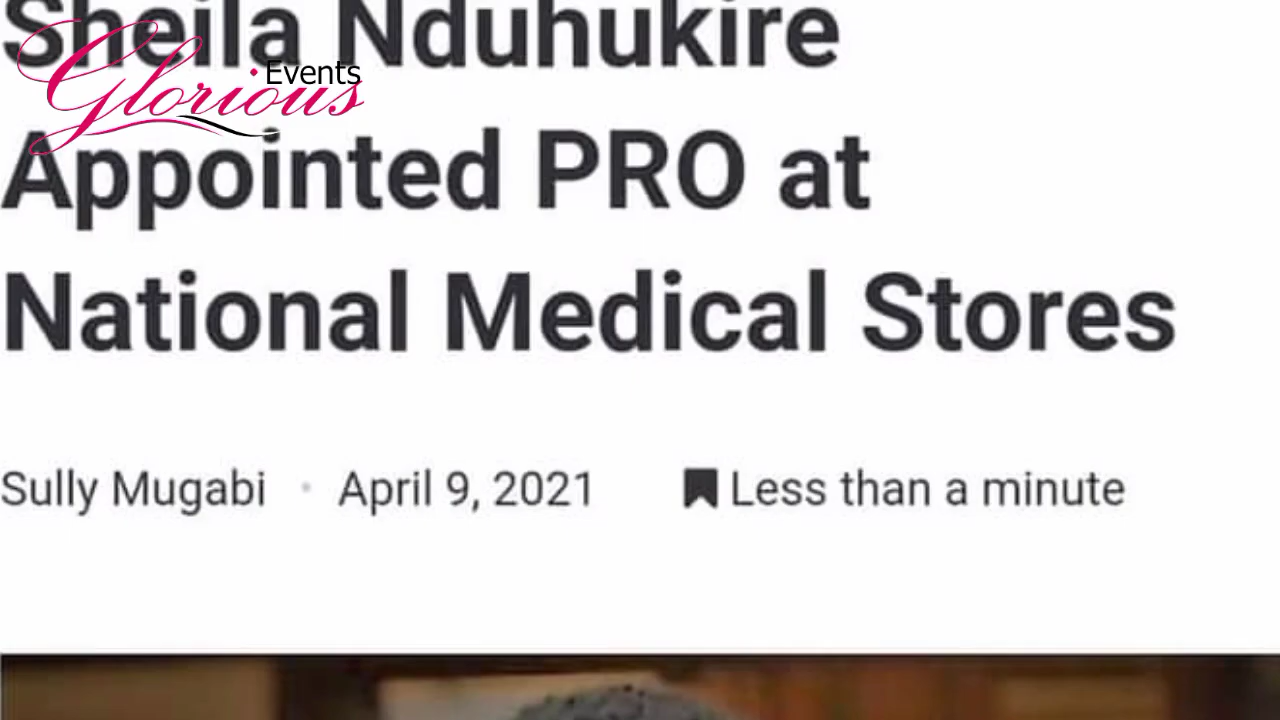 Sheila Nduhukire
Glorious Events
Appointed PRO at
National Medical Stores
Sully Mugabi • April 9, 2021 Less than a minute